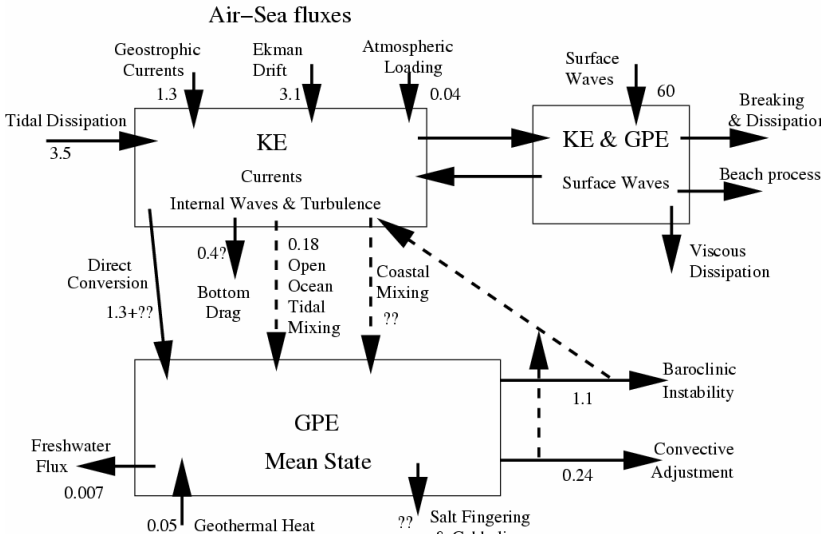 Air-Sea fluxes
Geostrophic
Currents
1.3
Ekman
Drift
3.1
Atmospheric
Loading
0.04
Surface
Waves
60
Tidal Dissipation
3.5
KE
Currents
Internal Waves & Turbulence
KE & GPE
Surface Waves
Breaking
& Dissipation
Beach process
Viscous
Dissipation
Direct
Conversion
1.3+??
0.4?
Bottom
Drag
0.18
Open
Ocean
Tidal
Mixing
Coastal
Mixing
??
GPE
Mean State
Baroclinic
Instability
1.1
Convective
Adjustment
0.24
Freshwater
Flux
0.007
0.05
Geothermal Heat
??
Salt Fingering